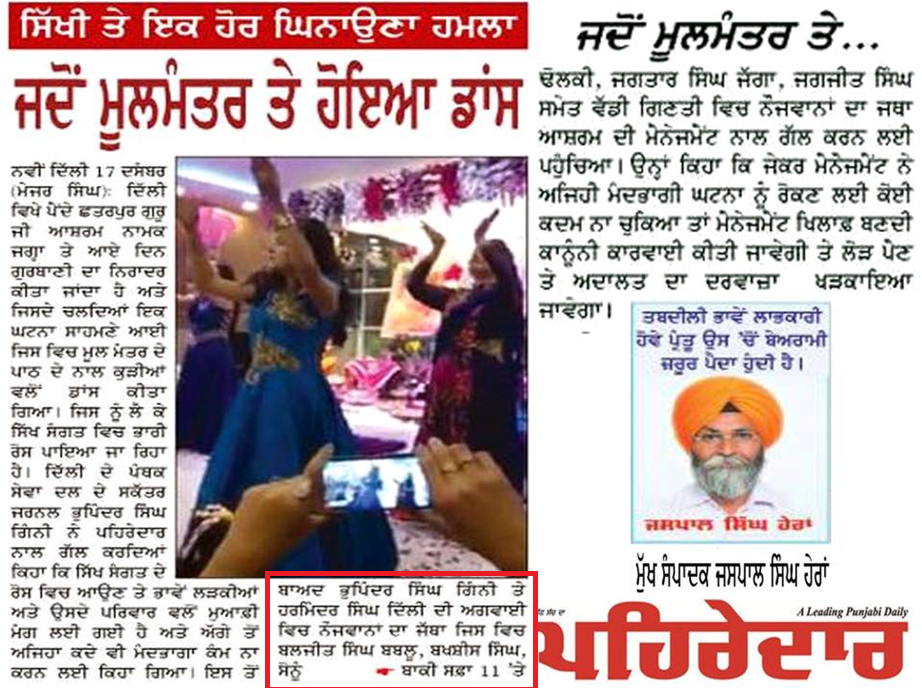 ਸਿੱਖੀ ਤੇ ਇਕ ਹੋਰ ਘਿਨਾਉਣਾ ਹਮਲਾ
ਜਦੋਂ ਮੂਲਮੰਤਰ ਤੇ ਹੋਇਆ ਡਾਂਸ
ਨਵੀਂ ਦਿੱਲੀ 17 ਦਸੰਬਰ
(ਮੇਜਰ ਸਿੰਘ): ਦਿੱਲੀ
ਵਿਖੇ ਪੈਂਦੇ ਛਤਰਪੁਰ ਗੁਰੂ
ਜੀ ਆਸ਼ਰਮ ਨਾਮਕ
ਜਗ੍ਹਾ ਤੇ ਆਏ ਦਿਨ
ਗੁਰਬਾਣੀ ਦਾ ਨਿਰਾਦਰ
ਕੀਤਾ ਜਾਂਦਾ ਹੈ ਅਤੇ
ਜਿਸਦੇ ਚਲਦਿਆਂ ਇਕ
ਘਟਨਾ ਸਾਹਮਣੇ ਆਈ
ਜਿਸ ਵਿਚ ਮੂਲ ਮੰਤਰ ਦੇ
ਪਾਠ ਦੇ ਨਾਲ ਕੁੜੀਆਂ
ਵਲੋਂ ਡਾਂਸ ਕੀਤਾ
ਗਿਆ। ਜਿਸ ਨੂੰ ਲੈ ਕੇ
ਸਿੱਖ ਸੰਗਤ ਵਿਚ ਭਾਰੀ
ਰੋਸ ਪਾਇਆ ਜਾ ਰਿਹਾ
ਹੈ। ਦਿੱਲੀ ਦੇ ਪੰਥਕ
ਸੇਵਾ ਦਲ ਦੇ ਸਕੱਤਰ
ਜਰਨਲ ਭੁਪਿੰਦਰ ਸਿੰਘ
ਗਿੰਨੀ ਨੇ ਪਹਿਰੇਦਾਰ
ਨਾਲ ਗੱਲ ਕਰਦਿਆਂ
ਕਿਹਾ ਕਿ ਸਿੱਖ ਸੰਗਤ ਦੇ
ਰੋਸ ਵਿਚ ਆਉਣ ਤੇ ਭਾਵੇਂ ਲੜਕੀਆਂ
ਅਤੇ ਉਸਦੇ ਪਰਿਵਾਰ ਵਲੋਂ ਮੁਆਫ਼ੀ
ਮੰਗ ਲਈ ਗਈ ਹੈ ਅਤੇ ਅੱਗੇ ਤੋਂ
ਅਜਿਹਾ ਕਦੇ ਵੀ ਮੰਦਭਾਗਾ ਕੰਮ ਨਾ
ਕਰਨ ਲਈ ਕਿਹਾ ਗਿਆ। ਇਸ ਤੋਂ
ਬਾਅਦ ਭੁਪਿੰਦਰ ਸਿੰਘ ਗਿੰਨੀ ਤੇ
ਹਰਮਿੰਦਰ ਸਿੰਘ ਦਿੱਲੀ ਦੀ ਅਗਵਾਈ
ਵਿਚ ਨੌਜਵਾਨਾਂ ਦਾ ਜੱਥਾ ਜਿਸ ਵਿਚ
ਬਲਜੀਤ ਸਿੰਘ ਬਬਲੂ, ਬਖਸ਼ੀਸ ਸਿੰਘ,
ਸੋਨੂੰ ਬਾਕੀ ਸਫ਼ਾ 11 'ਤੇ
ਜਦੋਂ ਮੂਲਮੰਤਰ ਤੇ...
ਢੋਲਕੀ, ਜਗਤਾਰ ਸਿੰਘ ਜੱਗਾ, ਜਗਜੀਤ ਸਿੰਘ
ਸਮੇਤ ਵੱਡੀ ਗਿਣਤੀ ਵਿਚ ਨੌਜਵਾਨਾਂ ਦਾ ਜਥਾ
ਆਸ਼ਰਮ ਦੀ ਮੈਨੇਜਮੈਂਟ ਨਾਲ ਗੱਲ ਕਰਨ ਲਈ
ਪਹੁੰਚਿਆ। ਉਨ੍ਹਾਂ ਕਿਹਾ ਕਿ ਜੇਕਰ ਮੈਨੇਜਮੈਂਟ ਨੇ
ਅਜਿਹੀ ਮੰਦਭਾਗੀ ਘਟਨਾ ਨੂੰ ਰੋਕਣ ਲਈ ਕੋਈ
ਕਦਮ ਨਾ ਚੁਕਿਆ ਤਾਂ ਮੈਨੇਜਮੈਂਟ ਖਿਲਾਫ਼ ਬਣਦੀ
ਕਾਨੂੰਨੀ ਕਾਰਵਾਈ ਕੀਤੀ ਜਾਵੇਗੀ ਤੇ ਲੋੜ ਪੈਣ
ਤੇ ਅਦਾਲਤ ਦਾ ਦਰਵਾਜ਼ਾ ਖੜਕਾਇਆ
ਜਾਵੇਗਾ।
ਤਬਦੀਲੀ ਭਾਵੇਂ ਲਾਭਕਾਰੀ
ਹੋਵੇ ਪ੍ਰੰਤੂ ਉਸ 'ਚੋਂ ਬੇਅਰਾਮੀ
ਜ਼ਰੂਰ ਪੈਦਾ ਹੁੰਦੀ ਹੈ।
ਜਸਪਾਲ ਸਿੰਘ ਹੇਰਾਂ
ਮੁੱਖ ਸੰਪਾਦਕ ਜਸਪਾਲ ਸਿੰਘ ਹੇਰਾਂ
A Leading Punjabi Daily
ਪਹਿਰੇਦਾਰ